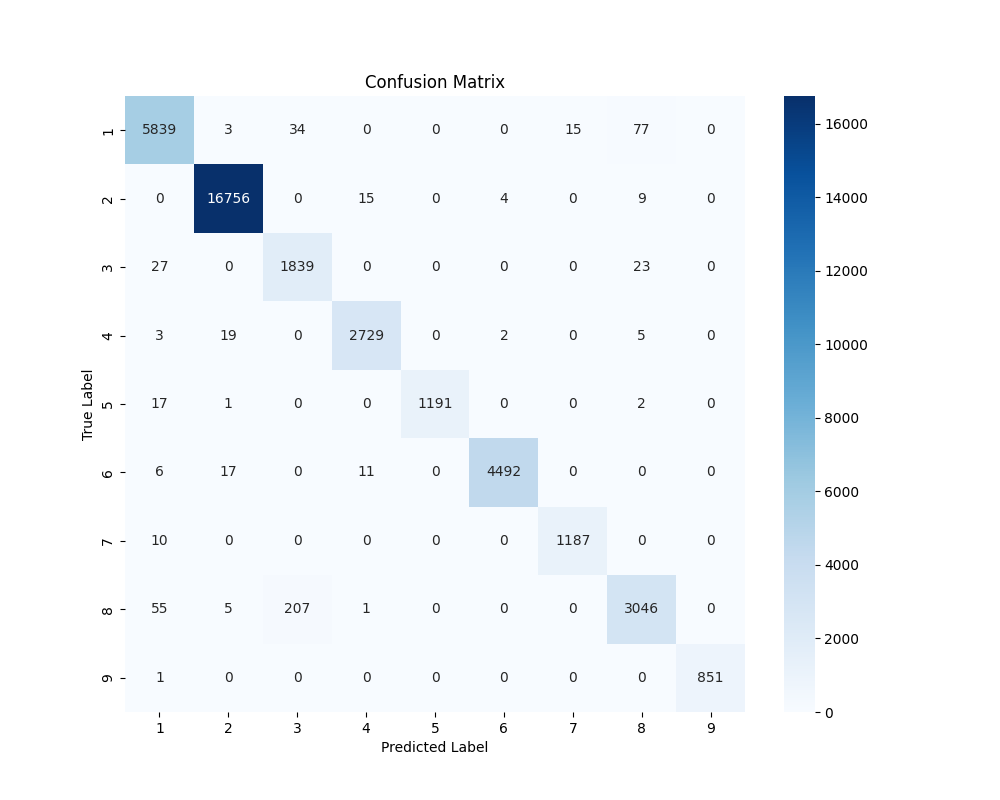 Confusion Matrix
1 5839 3 34 0 0 0 15 77 0
2 0 16756 0 15 0 4 0 9 0
3 27 0 1839 0 0 0 0 23 0
4 3 19 0 2729 0 2 0 5 0
5 17 1 0 0 1191 0 0 2 0
6 6 17 0 11 0 4492 0 0 0
7 10 0 0 0 0 0 1187 0 0
8 55 5 207 1 0 0 0 3046 0
9 1 0 0 0 0 0 0 0 851
1 2 3 4 5 6 7 8 9
Predicted Label
True Label
16000
14000
12000
10000
8000
6000
4000
2000
0